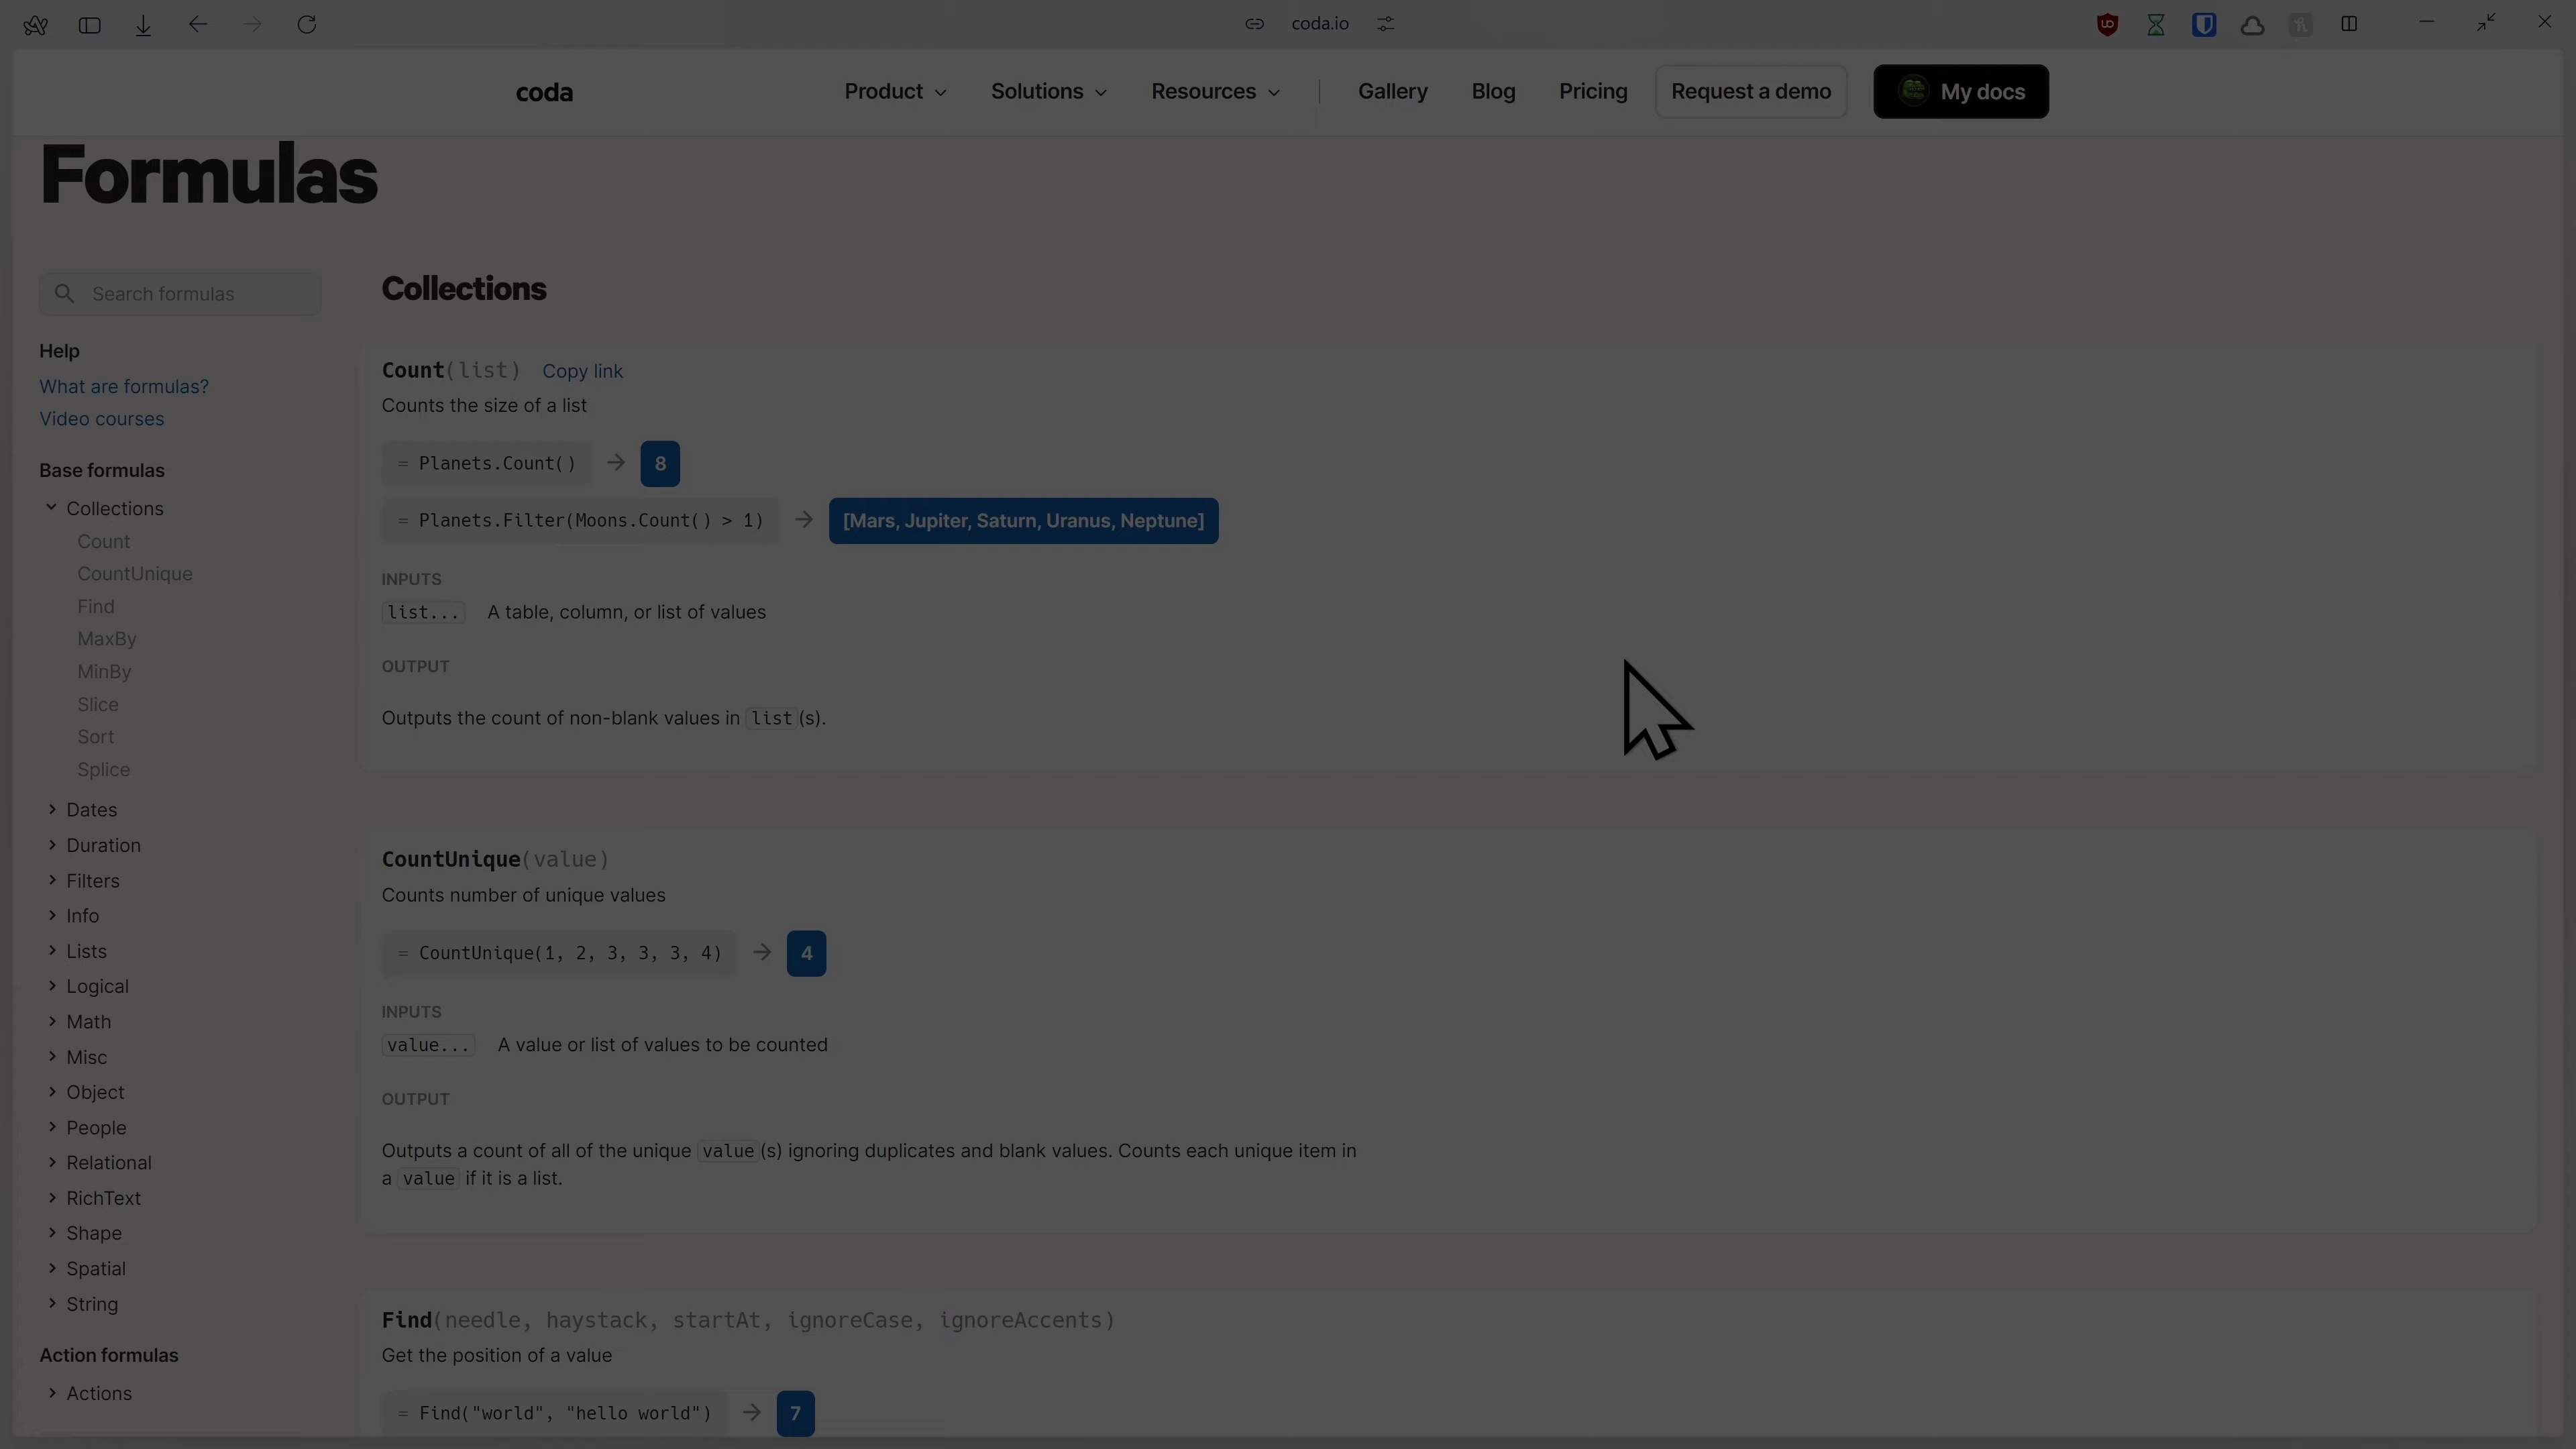 coda.io
coda
Product
Solutions
Resources
Gallery
Blog
Pricing
Request a demo
My docs
Formulas
Search formulas
Help
What are formulas?
Video courses
Base formulas
Collections
Count
CountUnique
Find
MaxBy
MinBy
Slice
Sort
Splice
Dates
Duration
Filters
Info
Lists
Logical
Math
Misc
Object
People
Relational
RichText
Shape
Spatial
String
Action formulas
Actions
Collections
Count(list) Copy link
Counts the size of a list
= Planets.Count() → 8
= Planets.Filter(Moons.Count() > 1) → [Mars, Jupiter, Saturn, Uranus, Neptune]
INPUTS
list... A table, column, or list of values
OUTPUT
Outputs the count of non-blank values in list(s).
CountUnique(value)
Counts number of unique values
= CountUnique(1, 2, 3, 3, 3, 4) → 4
INPUTS
value... A value or list of values to be counted
OUTPUT
Outputs a count of all of the unique value(s) ignoring duplicates and blank values. Counts each unique item in
a value if it is a list.
Find(needle, haystack, startAt, ignoreCase, ignoreAccents)
Get the position of a value
= Find("world", "hello world") → 7